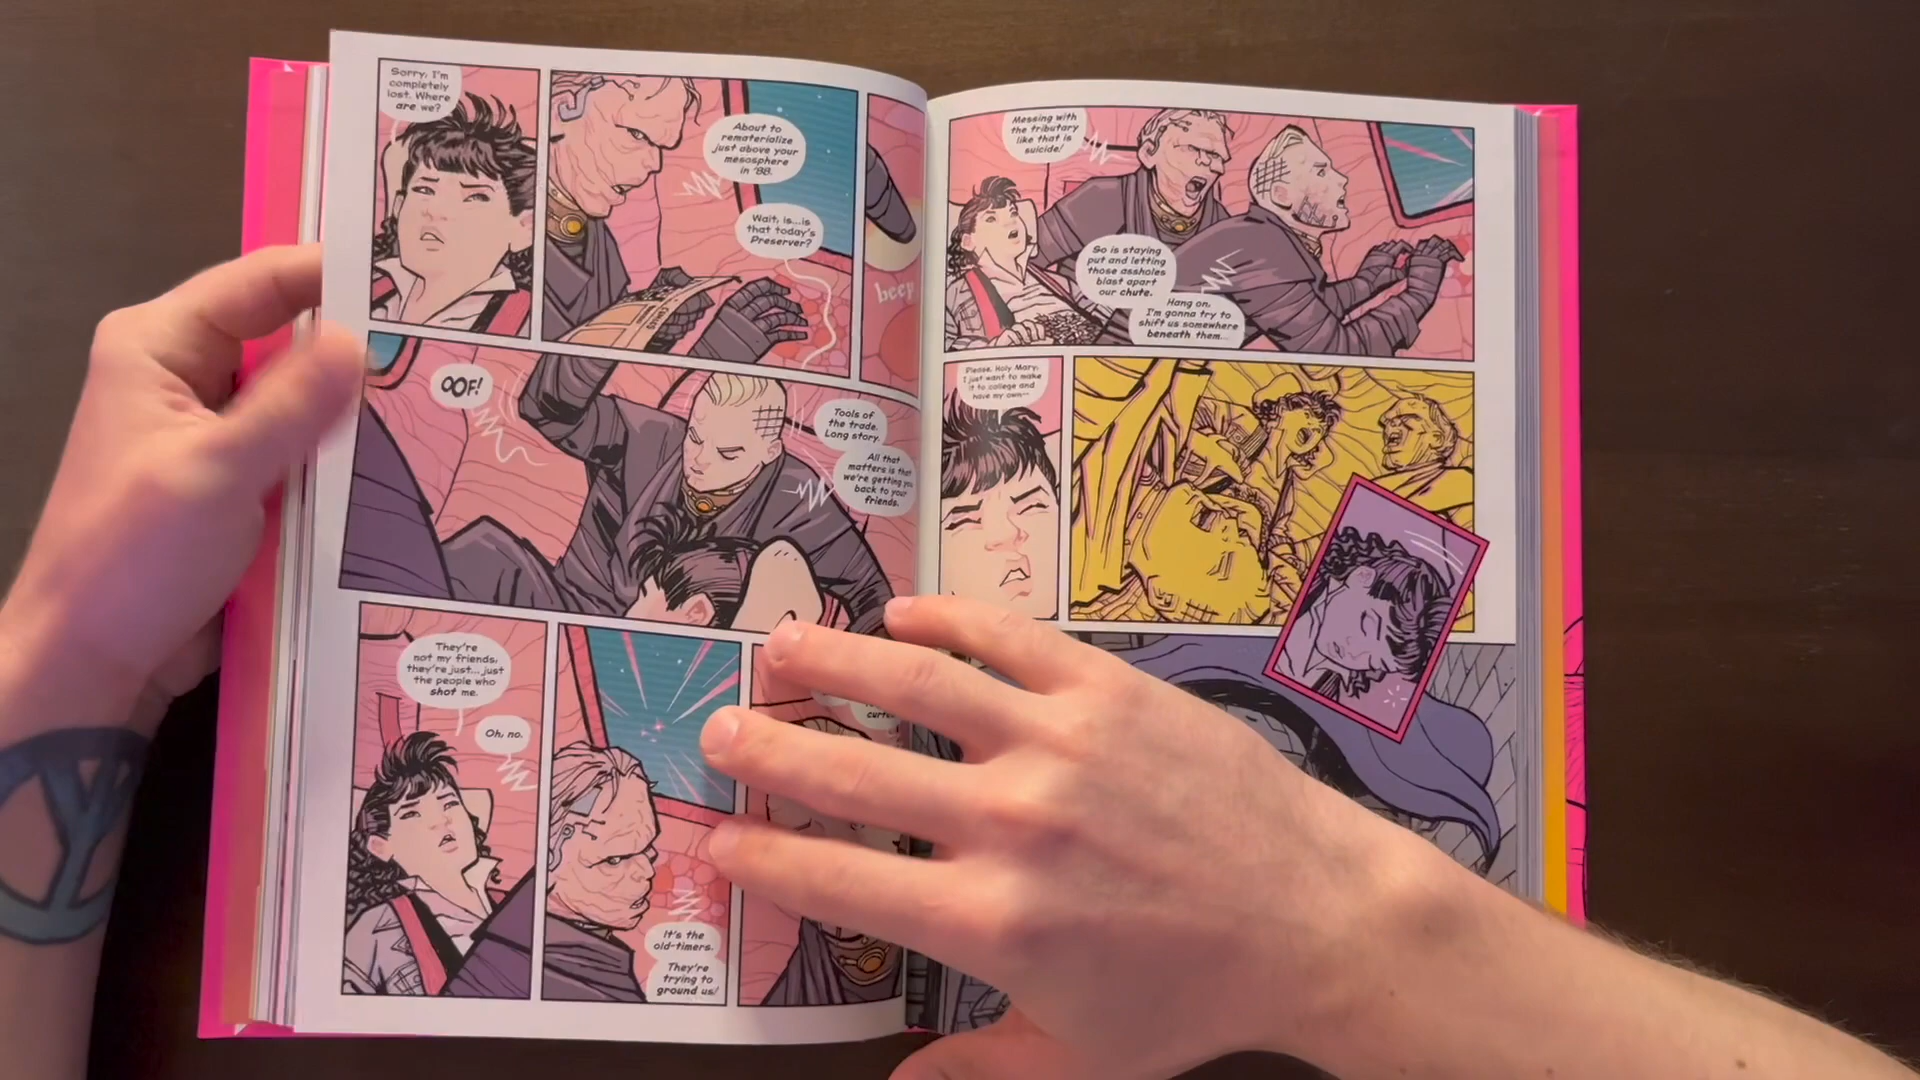 Sorry, I'm
completely
lost. Where
are we?
About to
rematerialize
just above your
mesosphere
in '88.
Wait, is...is
that today's
Preserver?
beep
OOF!
Tools of
the trade.
Long story.
All that
matters is that
we're getting you
back to your
friends.
They're
not my friends,
they're just...just
the people who
shot me.
Oh, no.
It's the
old-timers.
They're
trying to
ground us!
Messing with
the tributary
like that is
suicide!
So is staying
put and letting
those assholes
blast apart
our chute.
Hang on,
I'm gonna try to
shift us somewhere
beneath them...
Please, Holy Mary,
I just want to make
it to college and
have my own--